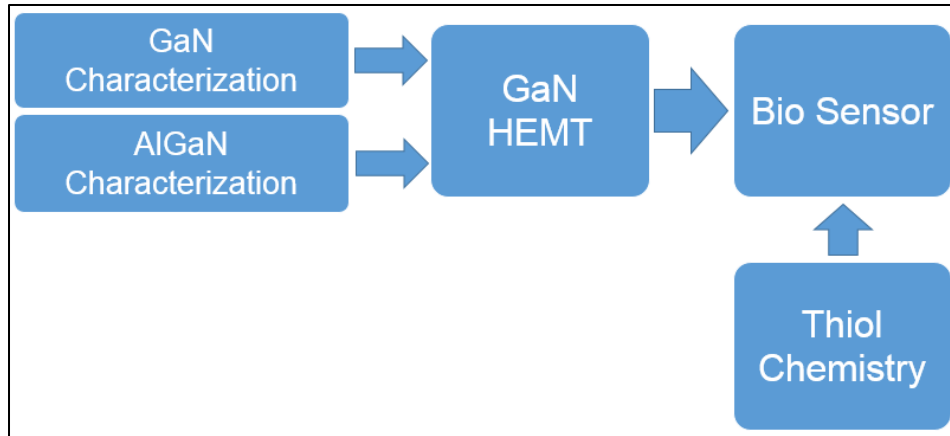 GaN
Characterization
AlGaN
Characterization
GaN
HEMT
Bio Sensor
Thiol
Chemistry